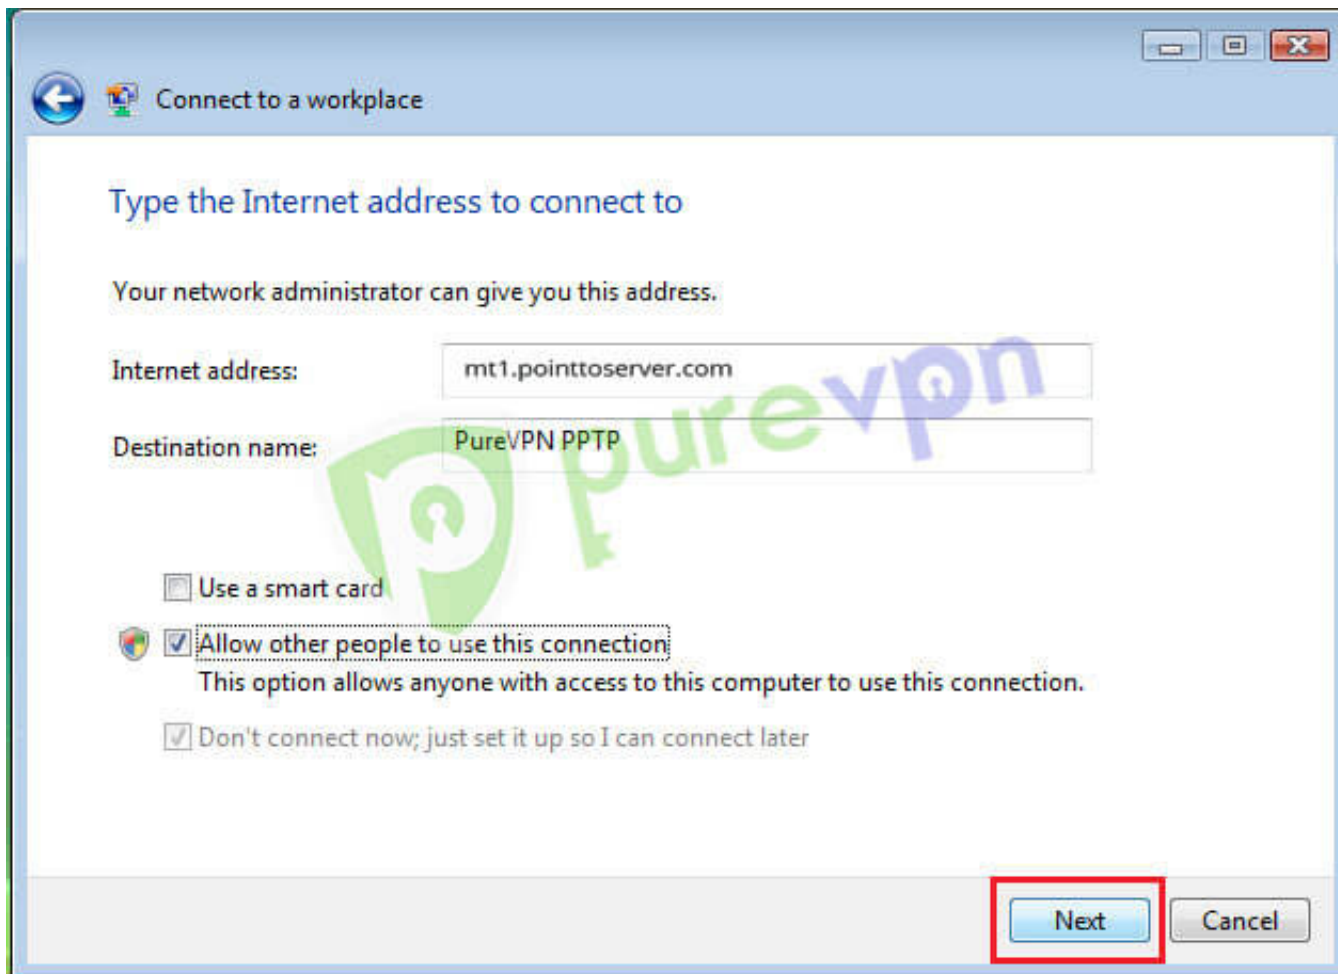 Connect to a workplace
Type the Internet address to connect to
Your network administrator can give you this address.
Internet address: mt1.pointtoserver.com
Destination name: PureVPN PPTP
purevpn
Use a smart card
Allow other people to use this connection
This option allows anyone with access to this computer to use this connection.
Don't connect now; just set it up so I can connect later
Next Cancel